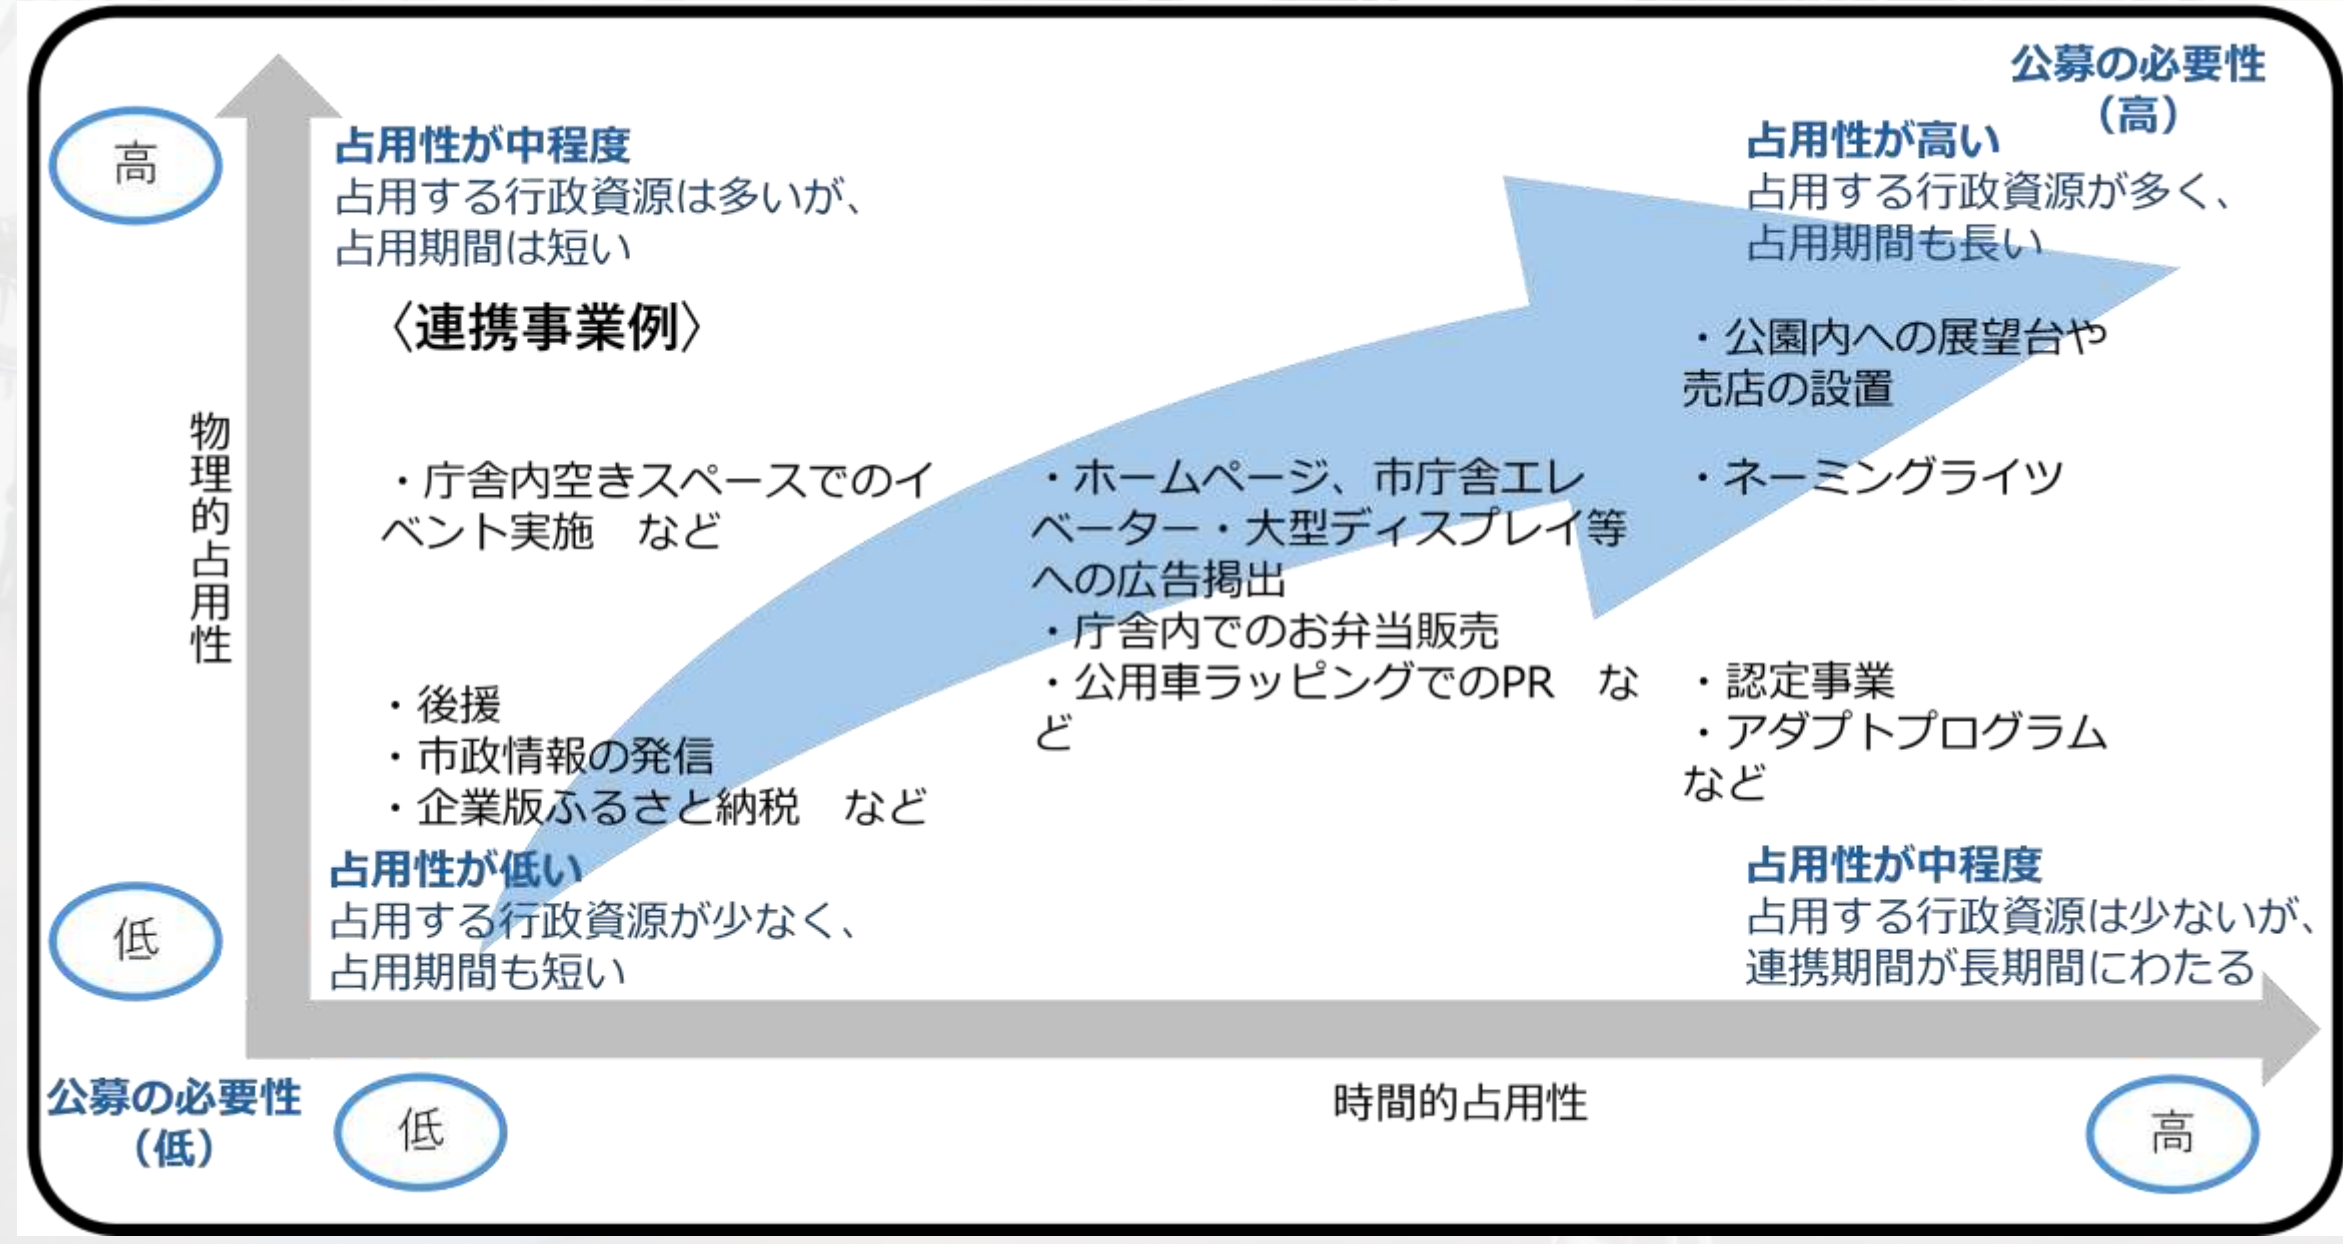 公募の必要性
（高）
高
占用性が中程度
占用する行政資源は多いが、
占用期間は短い
占用性が高い
占用する行政資源が多く、
占用期間も長い
〈連携事業例〉
・庁舎内空きスペースでのイ
ベント実施　など
・ホームページ、市庁舎エレ
ベーター・大型ディスプレイ等
への広告掲出
・庁舎内でのお弁当販売
・公用車ラッピングでのPR　な
ど
・公園内への展望台や
売店の設置
・ネーミングライツ
物理的占用性
・後援
・市政情報の発信
・企業版ふるさと納税　など
・認定事業
・アダプトプログラム
など
低
占用性が低い
占用する行政資源が少なく、
占用期間も短い
占用性が中程度
占用する行政資源は少ないが、
連携期間が長期間にわたる
公募の必要性
（低）
低
時間的占用性
高